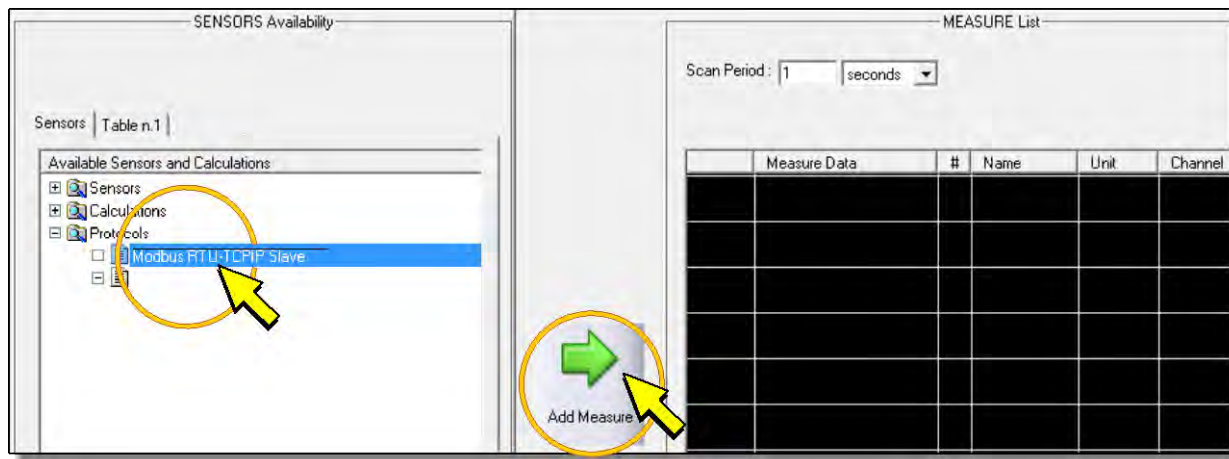 SENSORS Availability
Sensors
Table n.1
Available Sensors and Calculations
Sensors
Calculations
Protocols
Modbus RTU-TCPIP Slave
Add Measure
MEASURE List
Scan Period : 1 seconds
Measure Data # Name Unit Channel